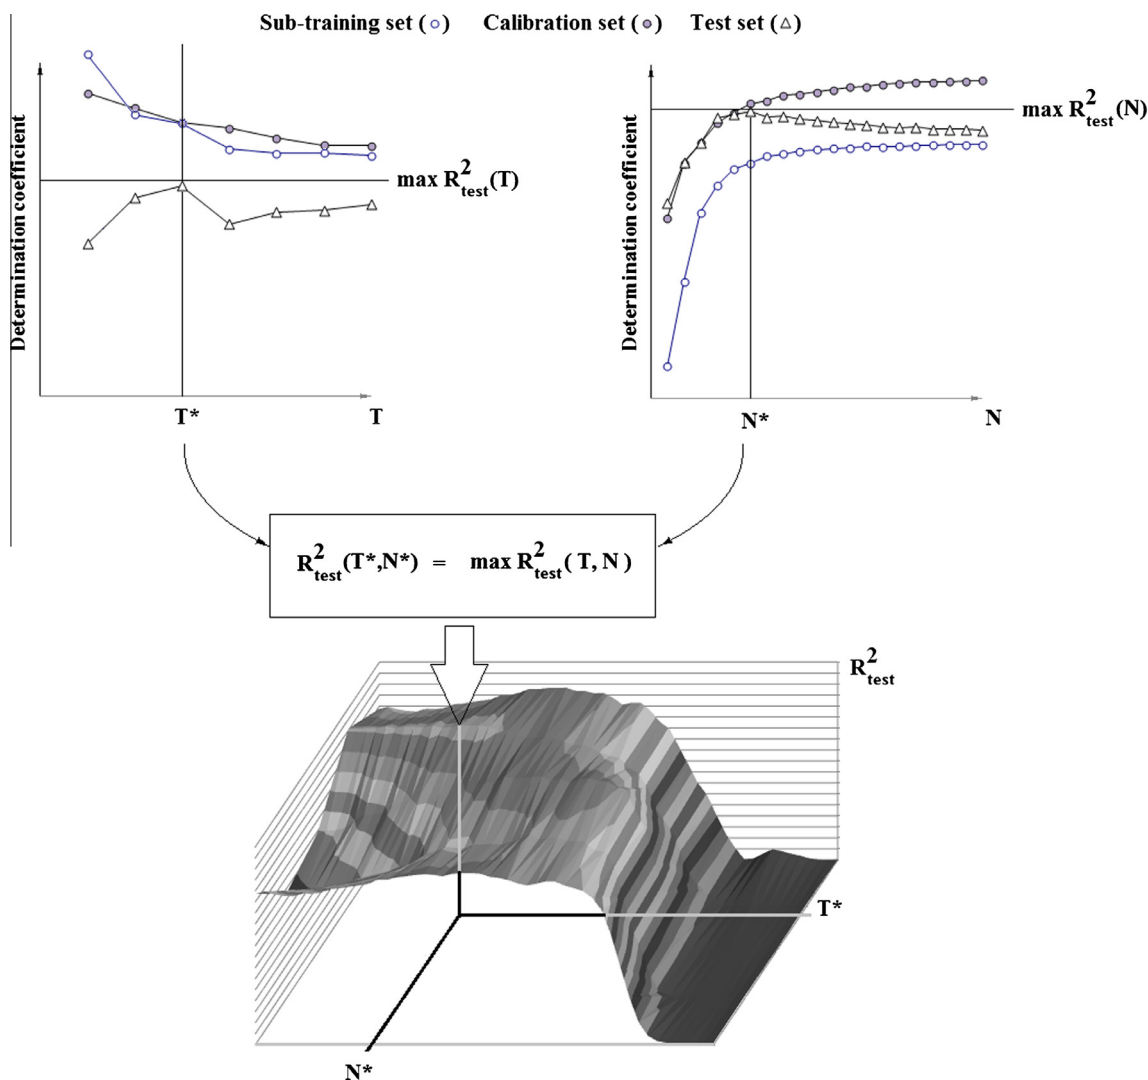 Sub-training set (○) Calibration set (●) Test set (△)
Determination coefficient
max R²test(T)
T*
T
Determination coefficient
max R²test(N)
N*
N
R²test(T*,N*) = max R²test( T, N )
R²test
T*
N*